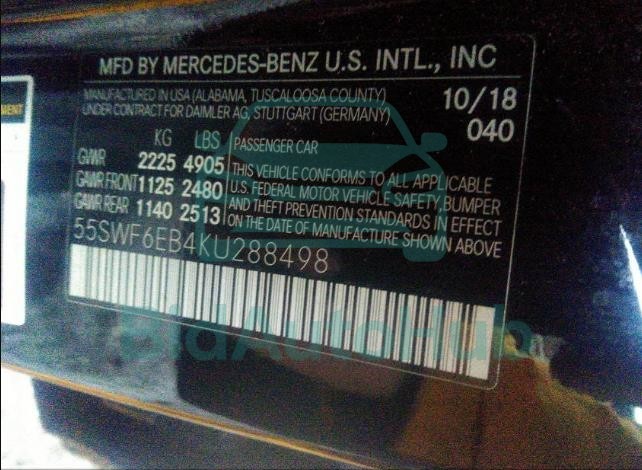 MENT
MFD BY MERCEDES-BENZ U.S. INTL., INC
MANUFACTURED IN USA (ALABAMA, TUSCALOOSA COUNTY)
UNDER CONTRACT FOR DAIMLER AG, STUTTGART (GERMANY)
10/18
040
KG LBS
GVWR 2225 4905
GAWR FRONT 1125 2480
GAWR REAR 1140 2513
PASSENGER CAR
THIS VEHICLE CONFORMS TO ALL APPLICABLE
U.S. FEDERAL MOTOR VEHICLE SAFETY, BUMPER
AND THEFT PREVENTION STANDARDS IN EFFECT
ON THE DATE OF MANUFACTURE SHOWN ABOVE
55SWF6EB4KU288498
BidAutoHub